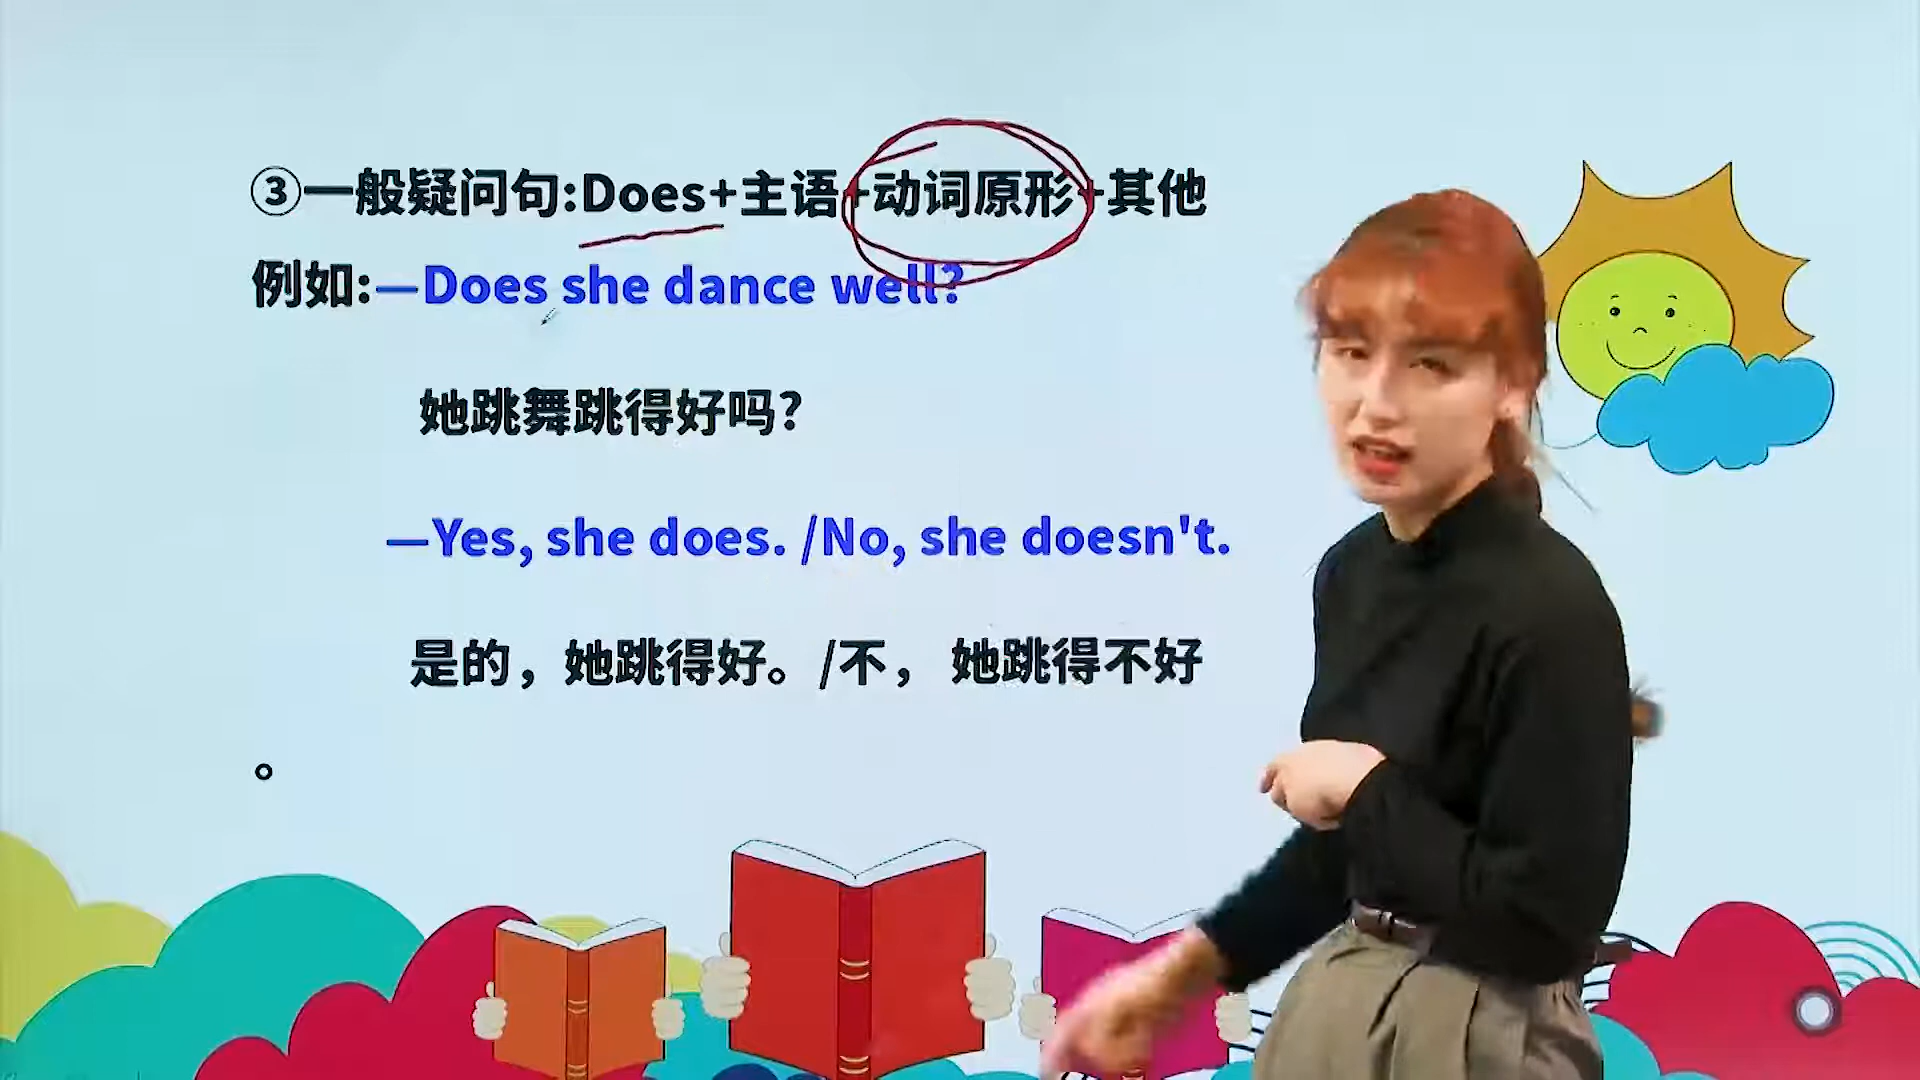 ③一般疑问句:Does+主语+动词原形+其他
例如:—Does she dance well?
她跳舞跳得好吗?
—Yes, she does. /No, she doesn't.
是的，她跳得好。/不， 她跳得不好
。